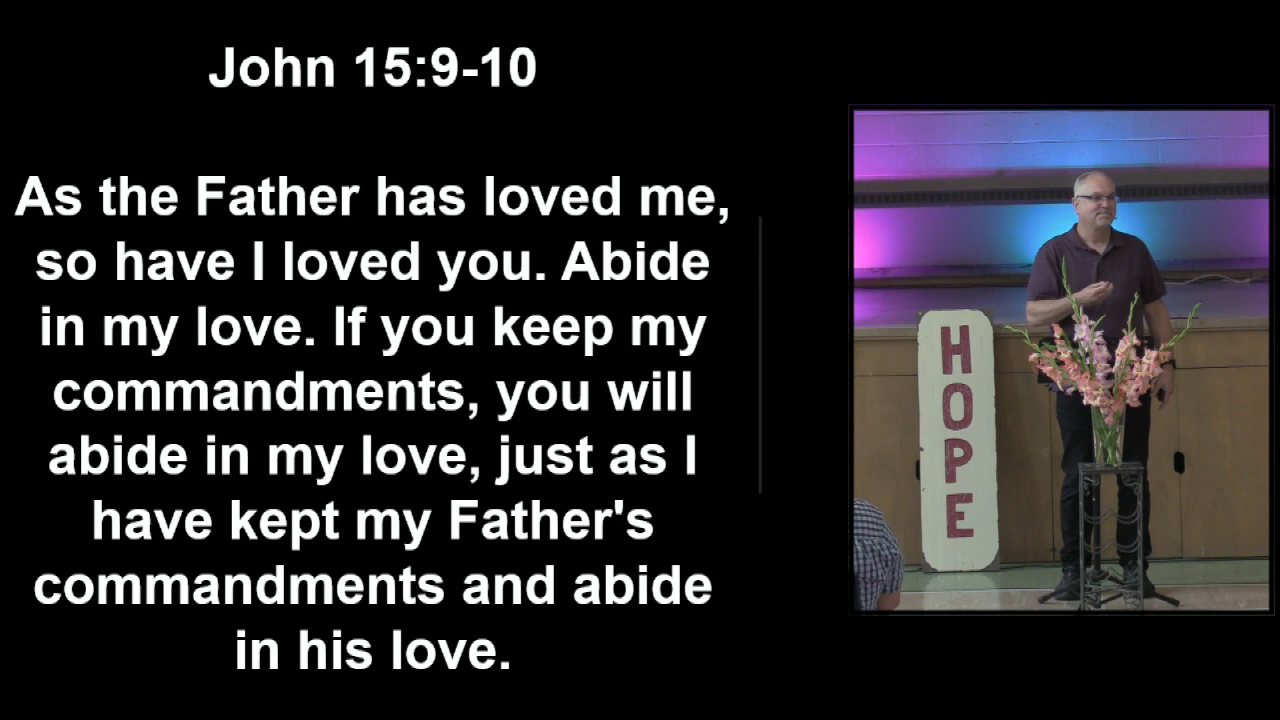 John 15:9-10
As the Father has loved me,
so have I loved you. Abide
in my love. If you keep my
commandments, you will
abide in my love, just as I
have kept my Father's
commandments and abide
in his love.
HOPE